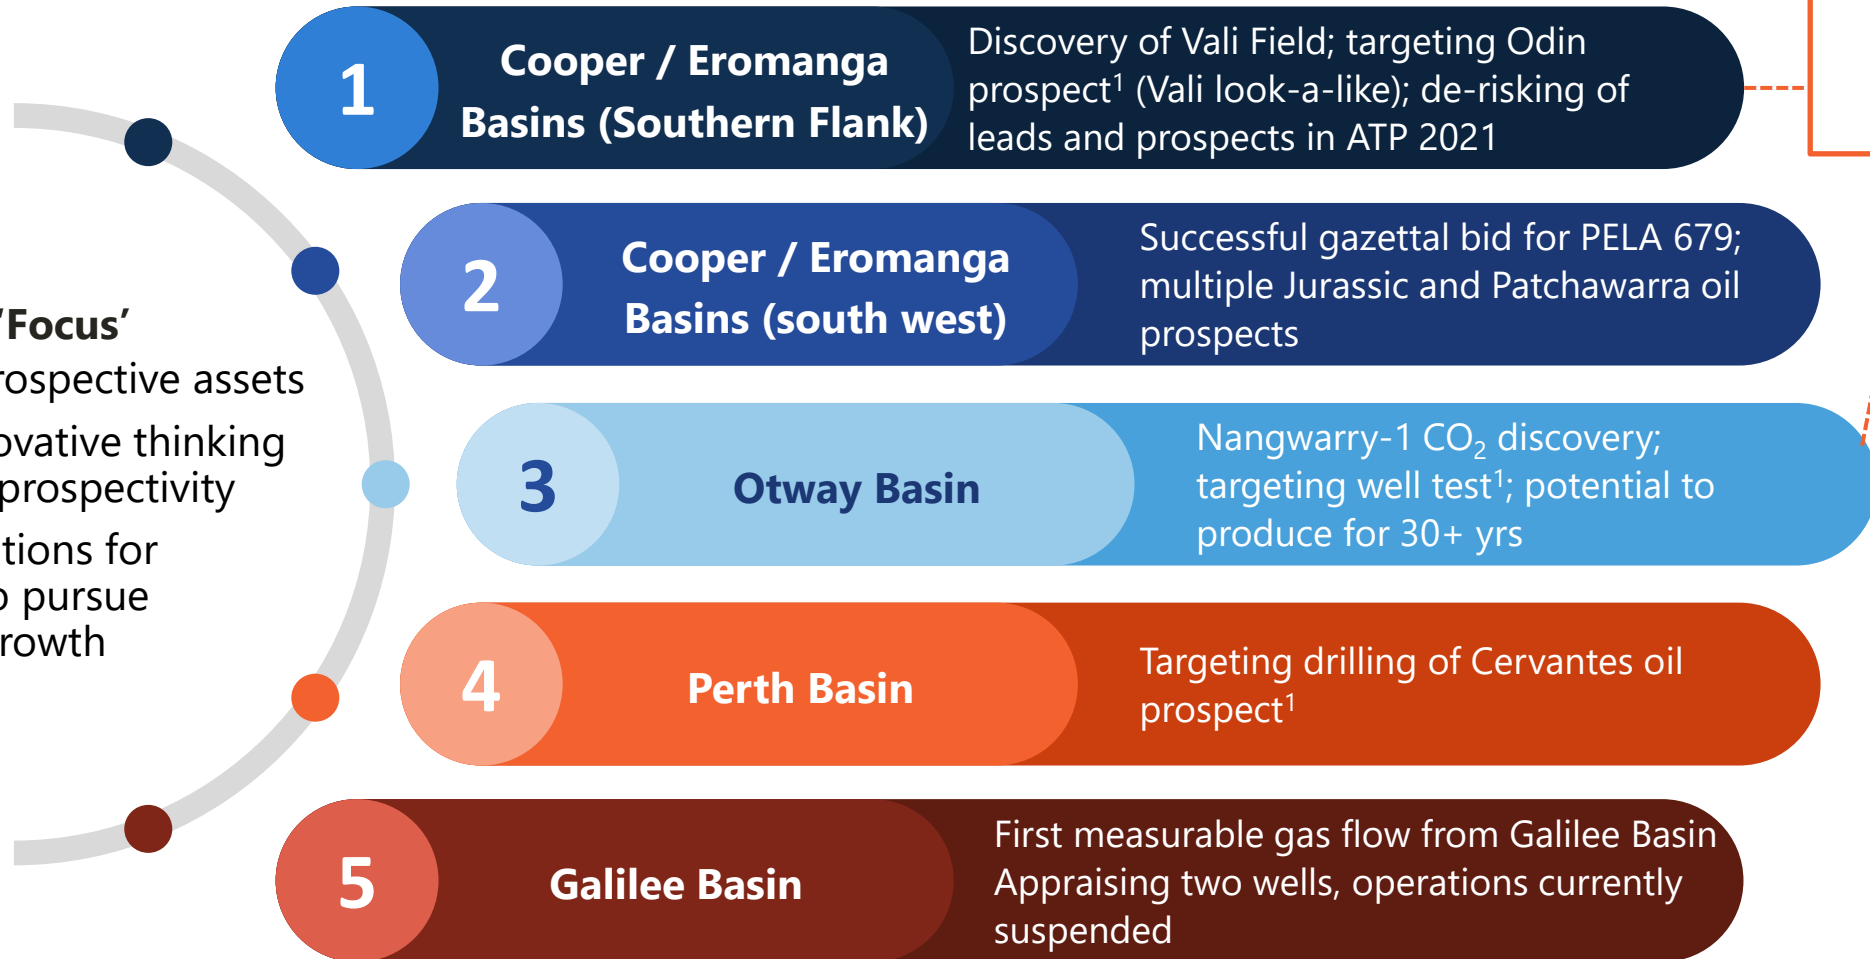 1
Cooper / Eromanga
Basins (Southern Flank)
Discovery of Vali Field; targeting Odin
prospect¹ (Vali look-a-like); de-risking of
leads and prospects in ATP 2021
2
Cooper / Eromanga
Basins (south west)
Successful gazettal bid for PELA 679;
multiple Jurassic and Patchawarra oil
prospects
'Focus'
rospective assets
ovative thinking
prospectivity
tions for
o pursue
rowth
3
Otway Basin
Nangwarry-1 CO₂ discovery;
targeting well test¹; potential to
produce for 30+ yrs
4
Perth Basin
Targeting drilling of Cervantes oil
prospect¹
5
Galilee Basin
First measurable gas flow from Galilee Basin
Appraising two wells, operations currently
suspended